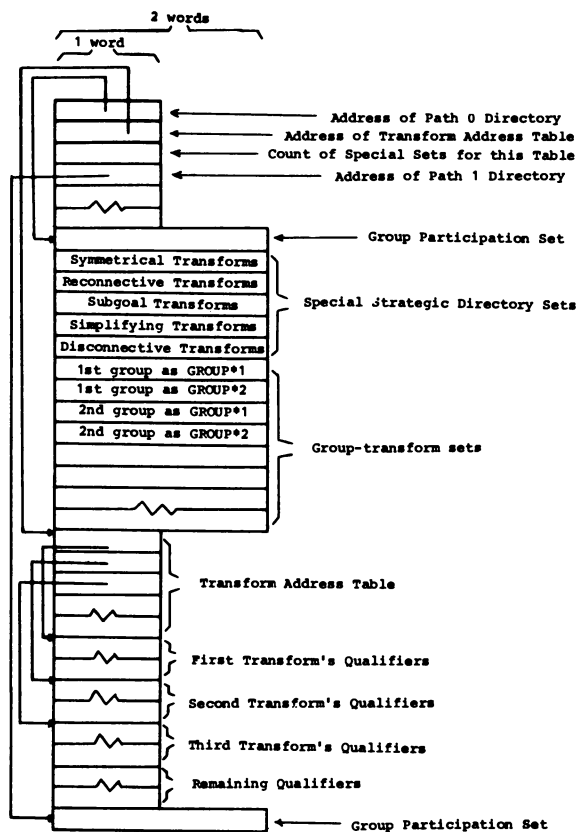 2 words
1 word
Address of Path 0 Directory
Address of Transform Address Table
Count of Special Sets for this Table
Address of Path 1 Directory
Group Participation Set
Symmetrical Transforms
Reconnective Transforms
Subgoal Transforms
Simplifying Transforms
Disconnective Transforms
Special Strategic Directory Sets
1st group as GROUP*1
1st group as GROUP*2
2nd group as GROUP*1
2nd group as GROUP*2
Group-transform sets
Transform Address Table
First Transform's Qualifiers
Second Transform's Qualifiers
Third Transform's Qualifiers
Remaining Qualifiers
Group Participation Set